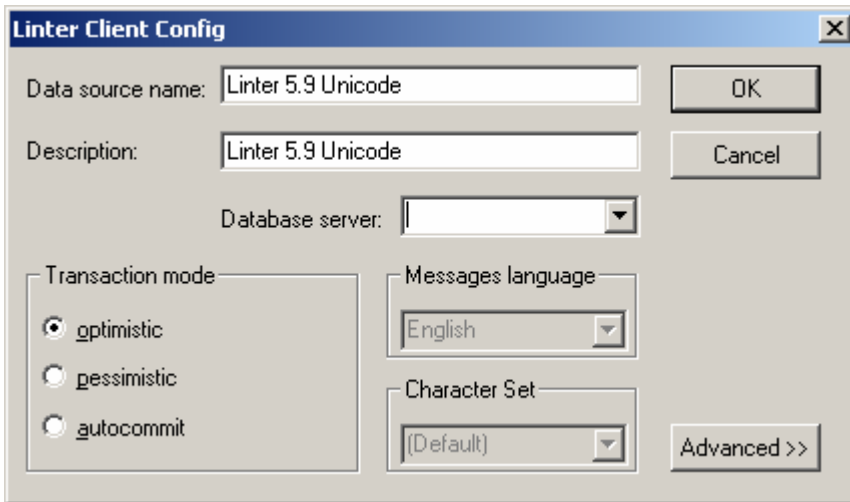 Linter Client Config
Data source name: Linter 5.9 Unicode OK
Description: Linter 5.9 Unicode Cancel
Database server:
Transaction mode
optimistic
pessimistic
autocommit
Messages language
English
Character Set
(Default)
Advanced >>